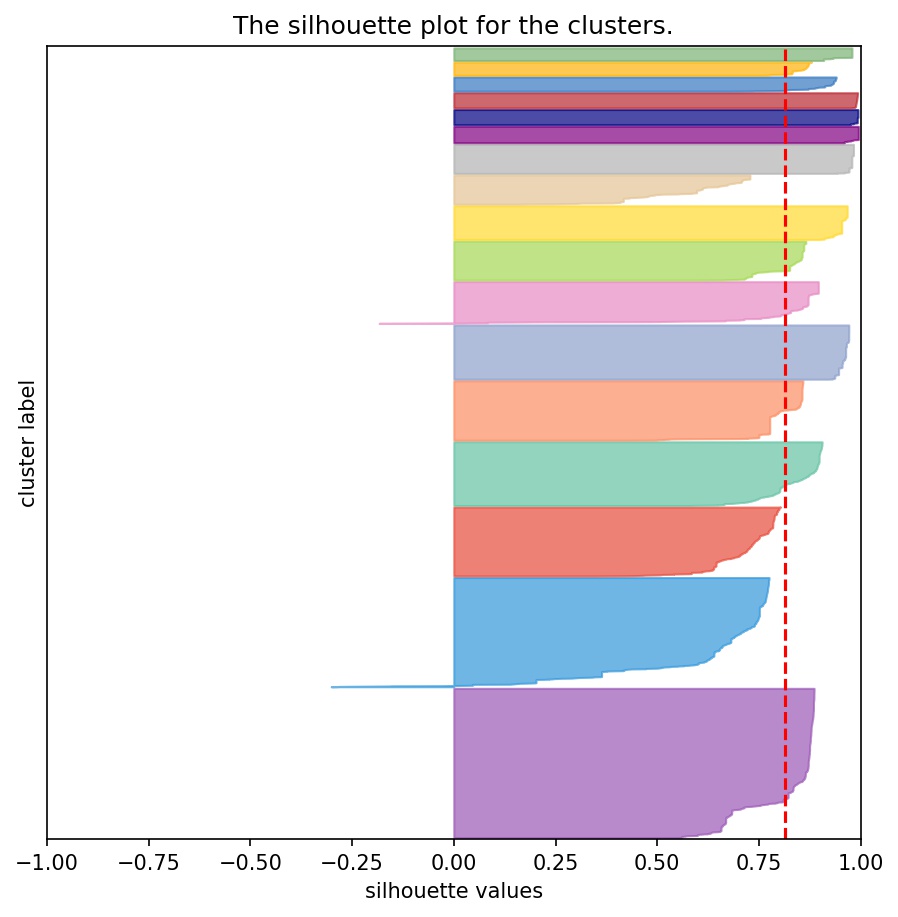 The silhouette plot for the clusters.
cluster label
−1.00 −0.75 −0.50 −0.25 0.00 0.25 0.50 0.75 1.00
silhouette values